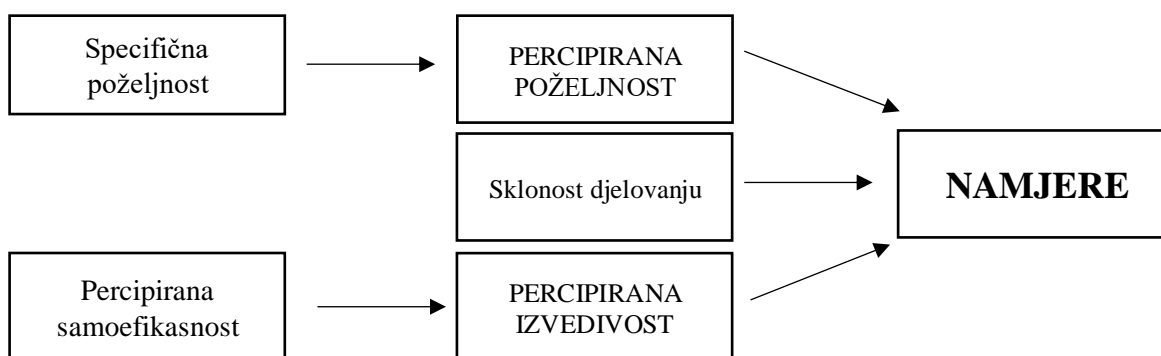 Specifična
poželjnost
PERCIPIRANA
POŽELJNOST
Sklonost djelovanju
NAMJERE
Percipirana
samoefikasnost
PERCIPIRANA
IZVEDIVOST